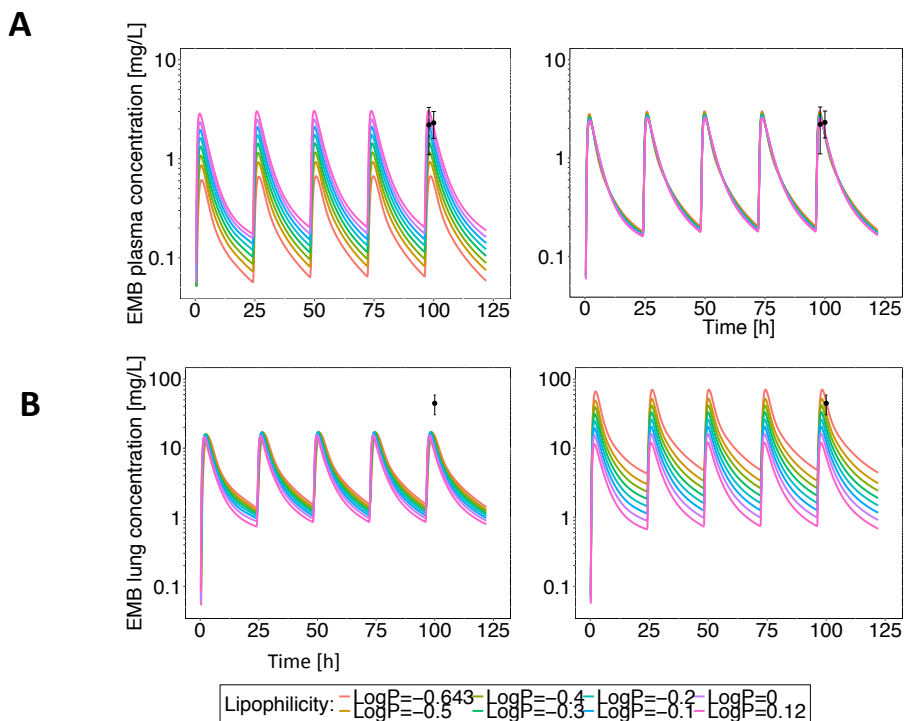 A
EMB plasma concentration [mg/L]
10
1
0.1
0 25 50 75 100 125
10
1
0.1
0 25 50 75 100 125
Time [h]
B
EMB lung concentration [mg/L]
100
10
1
0.1
0 25 50 75 100 125
Time [h]
100
10
1
0.1
0 25 50 75 100 125
Lipophilicity: LogP=−0.643 LogP=−0.4 LogP=−0.2 LogP=0
LogP=−0.5 LogP=−0.3 LogP=−0.1 LogP=0.12